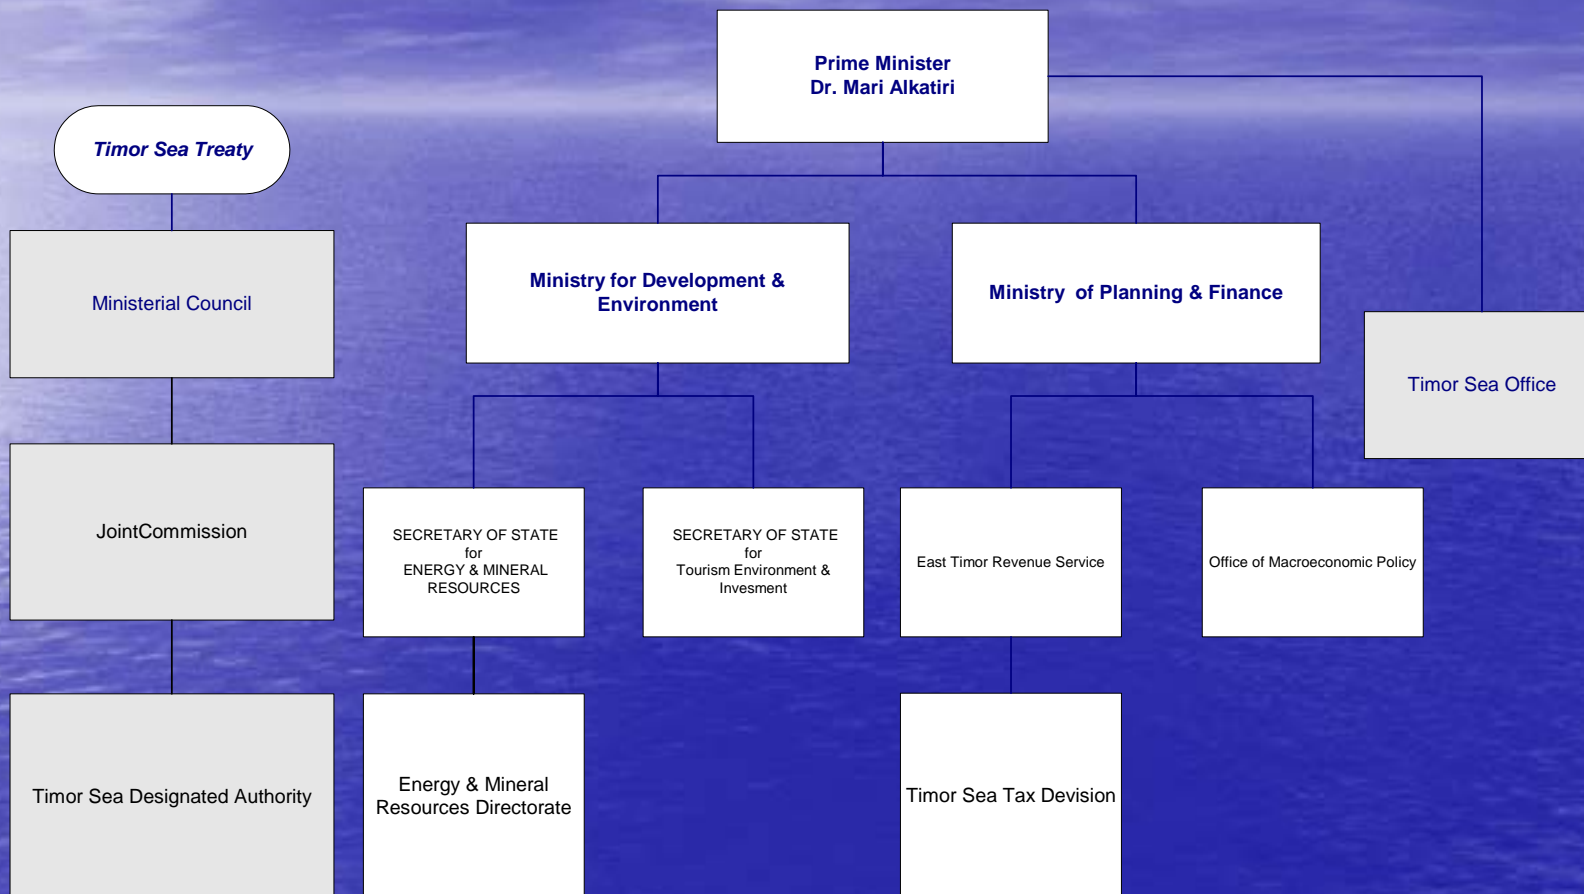 Prime Minister
Dr. Mari Alkatiri
Timor Sea Treaty
Ministerial Council
Ministry for Development &
Environment
Ministry of Planning & Finance
Timor Sea Office
JointCommission
SECRETARY OF STATE
for
ENERGY & MINERAL
RESOURCES
SECRETARY OF STATE
for
Tourism Environment &
Invesment
East Timor Revenue Service
Office of Macroeconomic Policy
Timor Sea Designated Authority
Energy & Mineral
Resources Directorate
Timor Sea Tax Devision